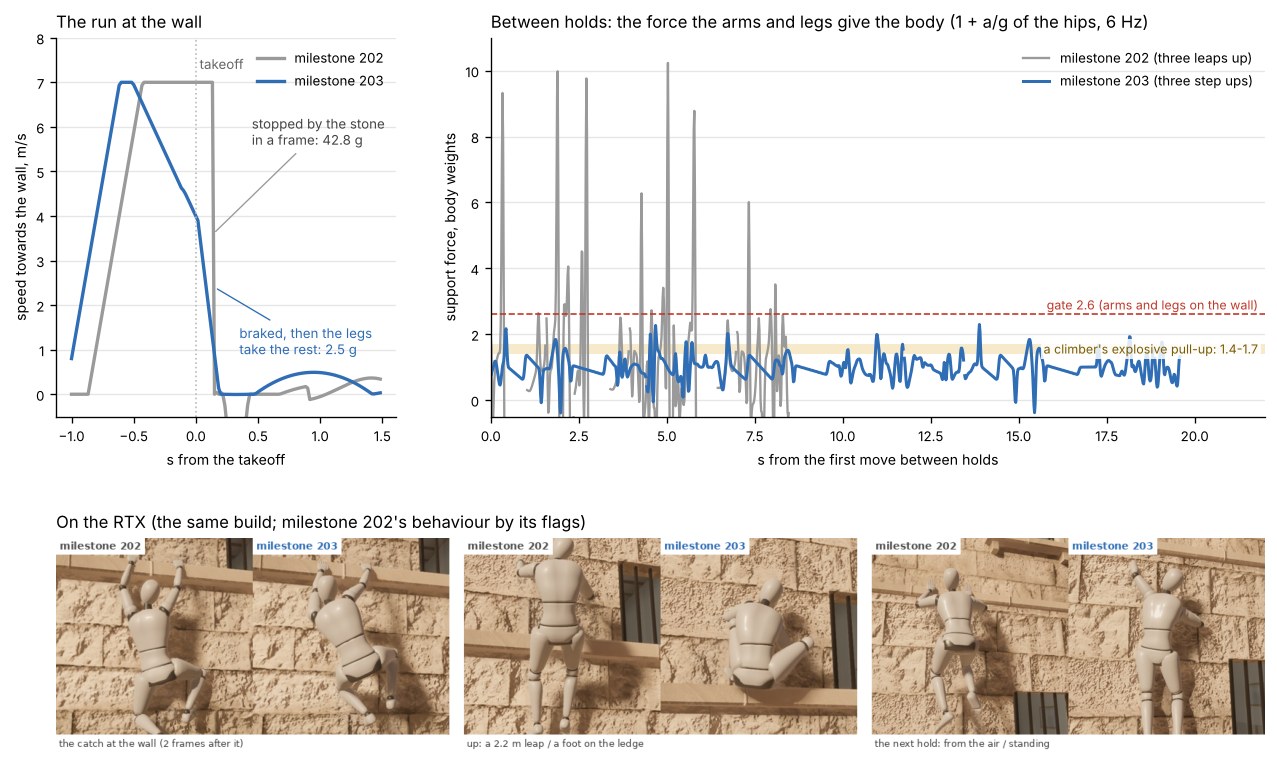 The run at the wall
8
7
6
5
4
3
2
1
0
speed towards the wall, m/s
takeoff
milestone 202
milestone 203
stopped by the stone
in a frame: 42.8 g
braked, then the legs
take the rest: 2.5 g
−1.0 −0.5 0.0 0.5 1.0 1.5
s from the takeoff
Between holds: the force the arms and legs give the body (1 + a/g of the hips, 6 Hz)
10
8
6
4
2
0
support force, body weights
milestone 202 (three leaps up)
milestone 203 (three step ups)
gate 2.6 (arms and legs on the wall)
a climber's explosive pull-up: 1.4-1.7
0.0 2.5 5.0 7.5 10.0 12.5 15.0 17.5 20.0
s from the first move between holds
On the RTX (the same build; milestone 202's behaviour by its flags)
milestone 202
milestone 203
the catch at the wall (2 frames after it)
milestone 202
milestone 203
up: a 2.2 m leap / a foot on the ledge
milestone 202
milestone 203
the next hold: from the air / standing